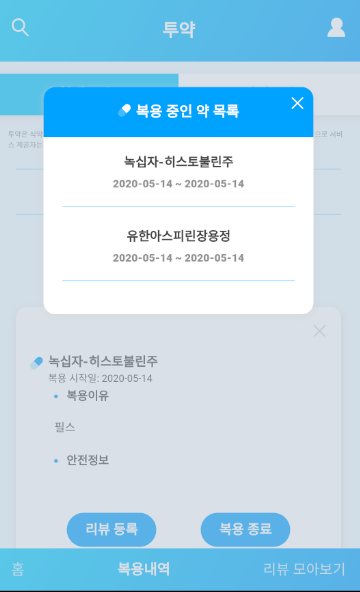 투약
복용 중인 약 목록
녹십자-히스토불린주
2020-05-14 ~ 2020-05-14
유한아스피린장용정
2020-05-14 ~ 2020-05-14
녹십자-히스토불린주
복용 시작일: 2020-05-14
복용이유
필스
안전정보
리뷰 등록
복용 종료
홈
복용내역
리뷰 모아보기